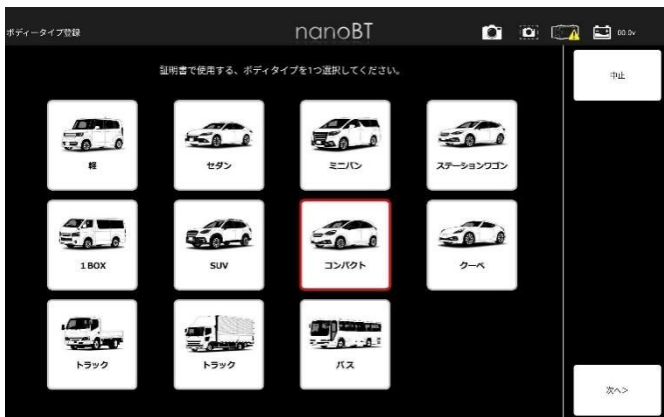 ボディータイプ登録
nanoBT
00.0v
証明書で使用する、ボディタイプを1つ選択してください。
中止
軽
セダン
ミニバン
ステーションワゴン
1BOX
SUV
コンパクト
クーペ
トラック
トラック
バス
次へ>